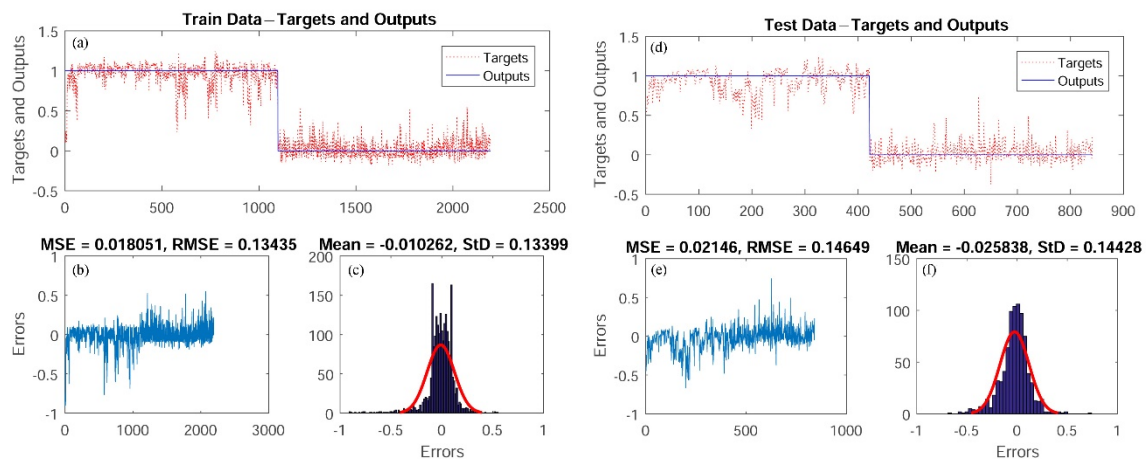 Train Data–Targets and Outputs
(a)
Targets
Outputs
Targets and Outputs
1.5
1
0.5
0
-0.5
0
500
1000
1500
2000
2500
MSE = 0.018051, RMSE = 0.13435
(b)
Errors
1
0.5
0
-0.5
-1
0
1000
2000
3000
Mean = -0.010262, StD = 0.13399
(c)
200
150
100
50
0
-1
-0.5
0
0.5
1
Errors
Test Data–Targets and Outputs
(d)
Targets
Outputs
Targets and Outputs
1.5
1
0.5
0
-0.5
0
100
200
300
400
500
600
700
800
900
MSE = 0.02146, RMSE = 0.14649
(e)
Errors
1
0.5
0
-0.5
-1
0
500
1000
Mean = -0.025838, StD = 0.14428
(f)
150
100
50
0
-1
-0.5
0
0.5
1
Errors